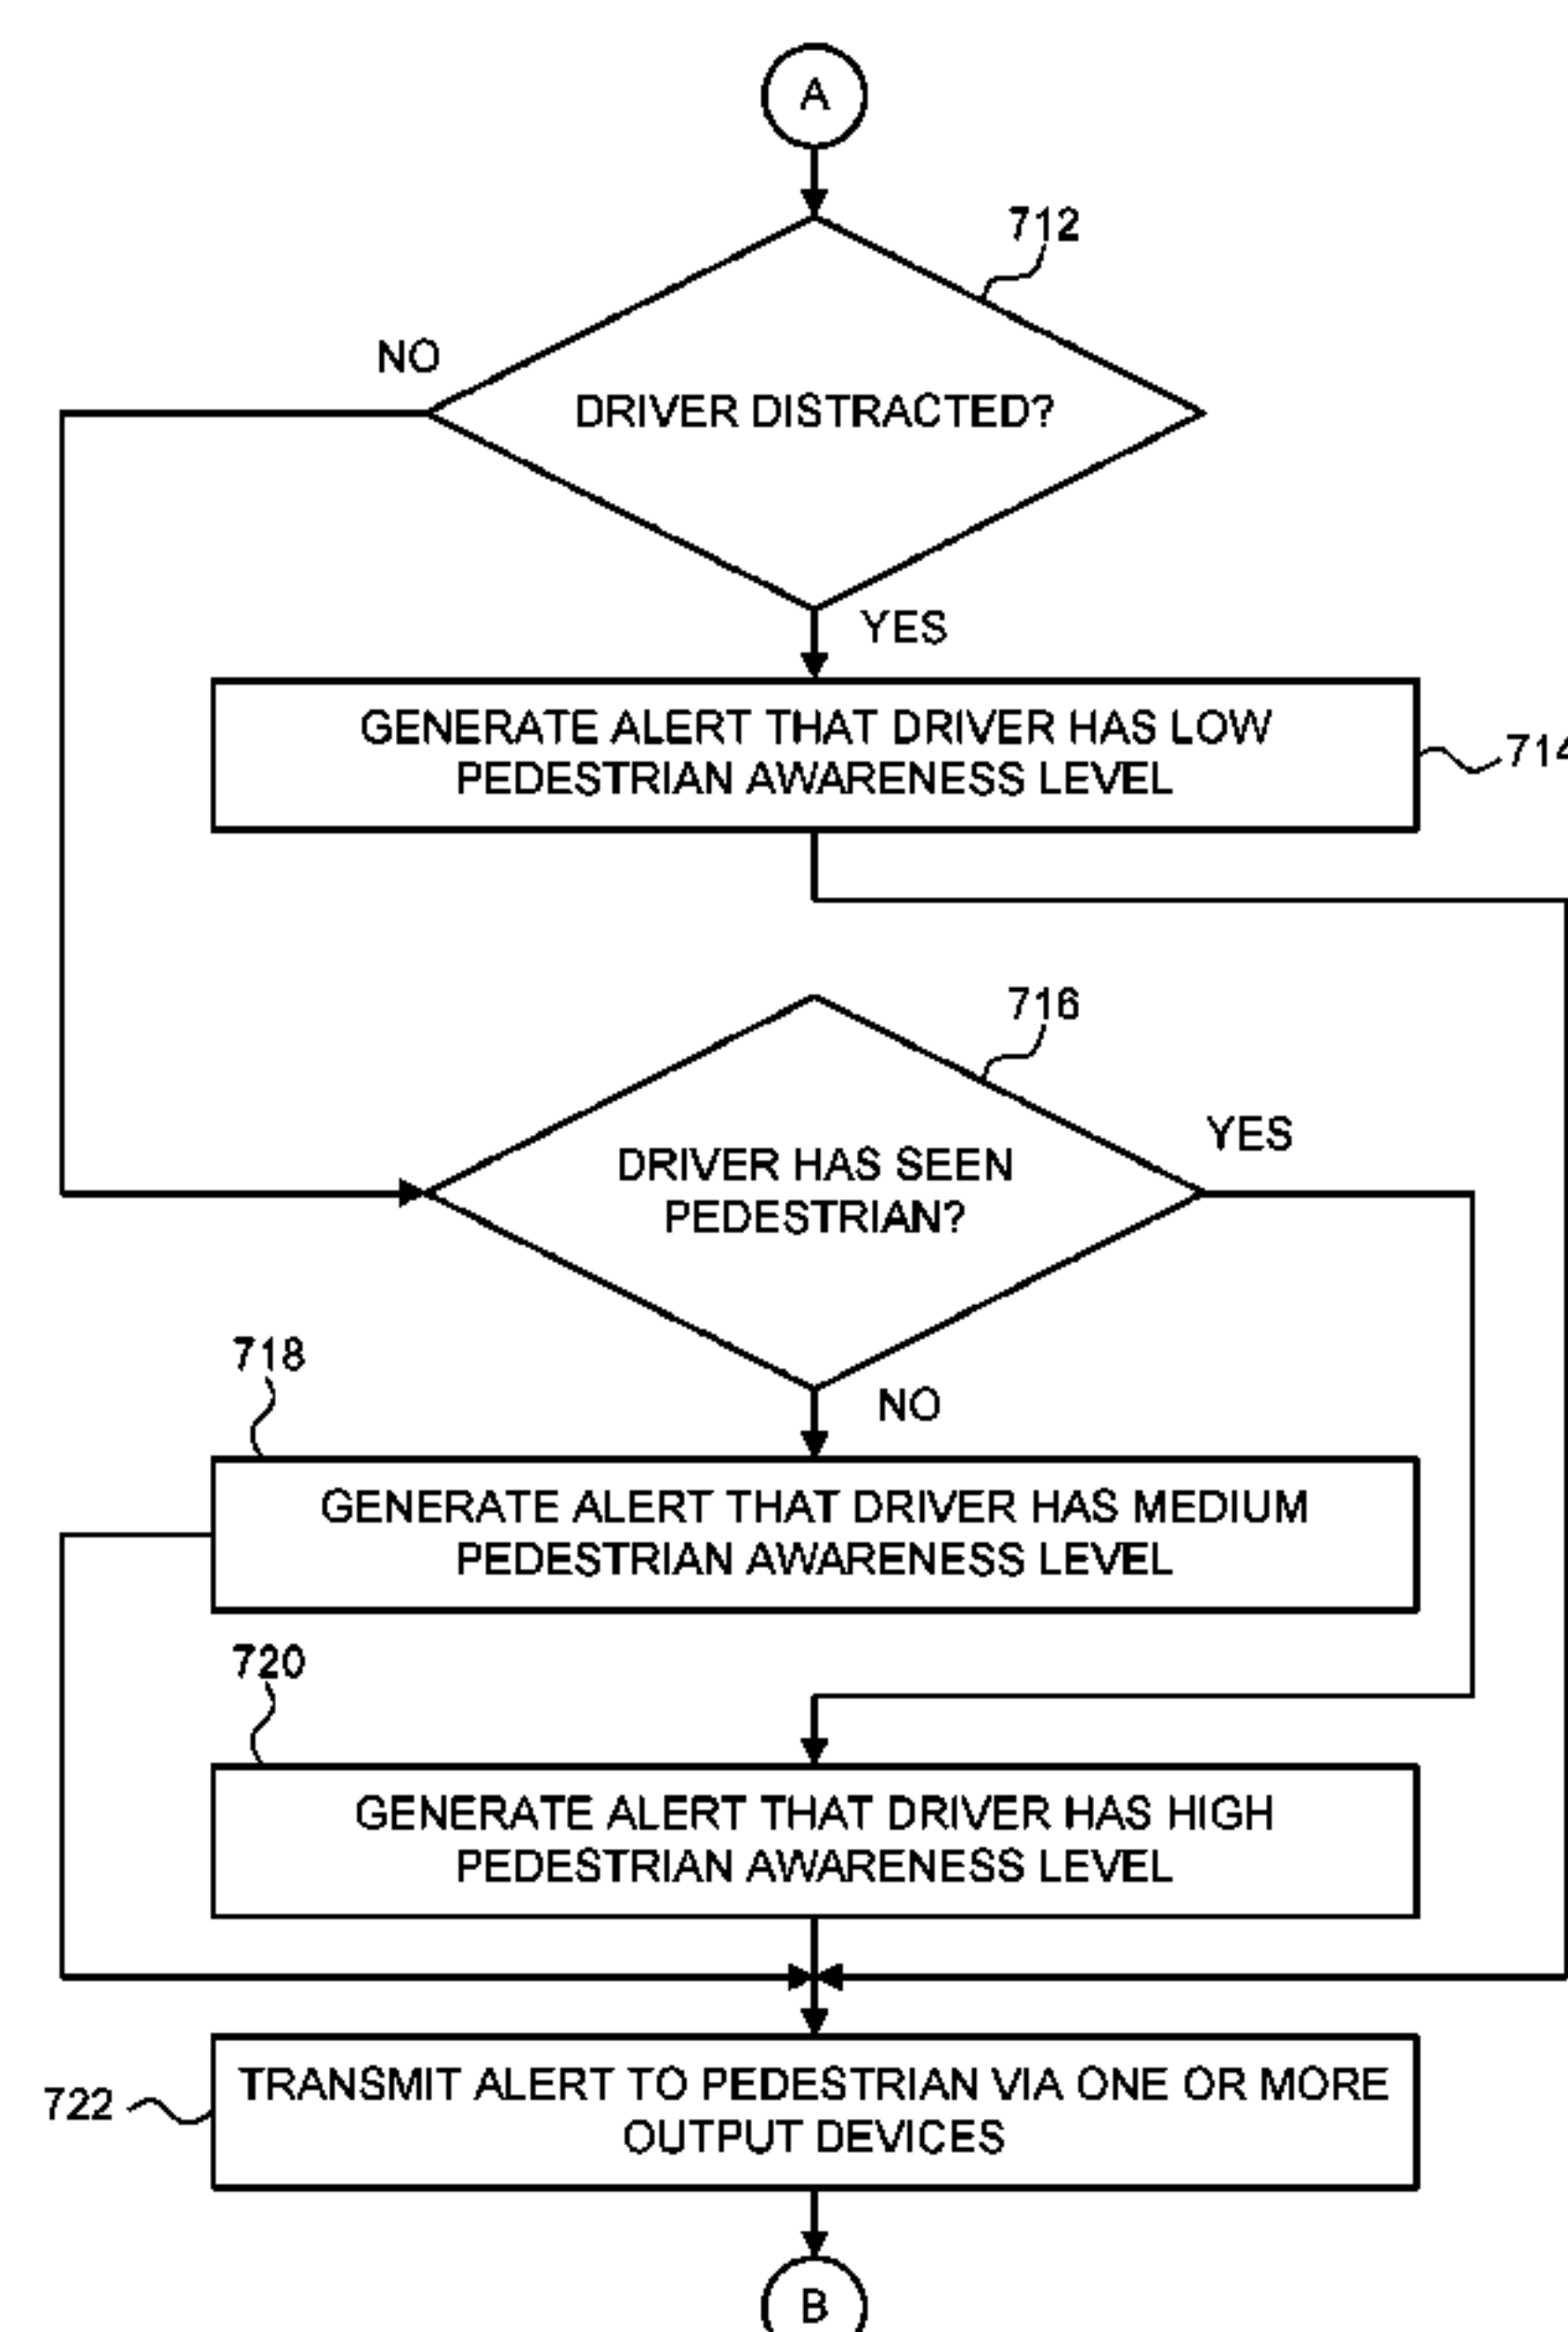 A
712
NO
DRIVER DISTRACTED?
YES
GENERATE ALERT THAT DRIVER HAS LOW
PEDESTRIAN AWARENESS LEVEL
714
716
YES
DRIVER HAS SEEN
PEDESTRIAN?
718
NO
GENERATE ALERT THAT DRIVER HAS MEDIUM
PEDESTRIAN AWARENESS LEVEL
720
GENERATE ALERT THAT DRIVER HAS HIGH
PEDESTRIAN AWARENESS LEVEL
722
TRANSMIT ALERT TO PEDESTRIAN VIA ONE OR MORE
OUTPUT DEVICES
B